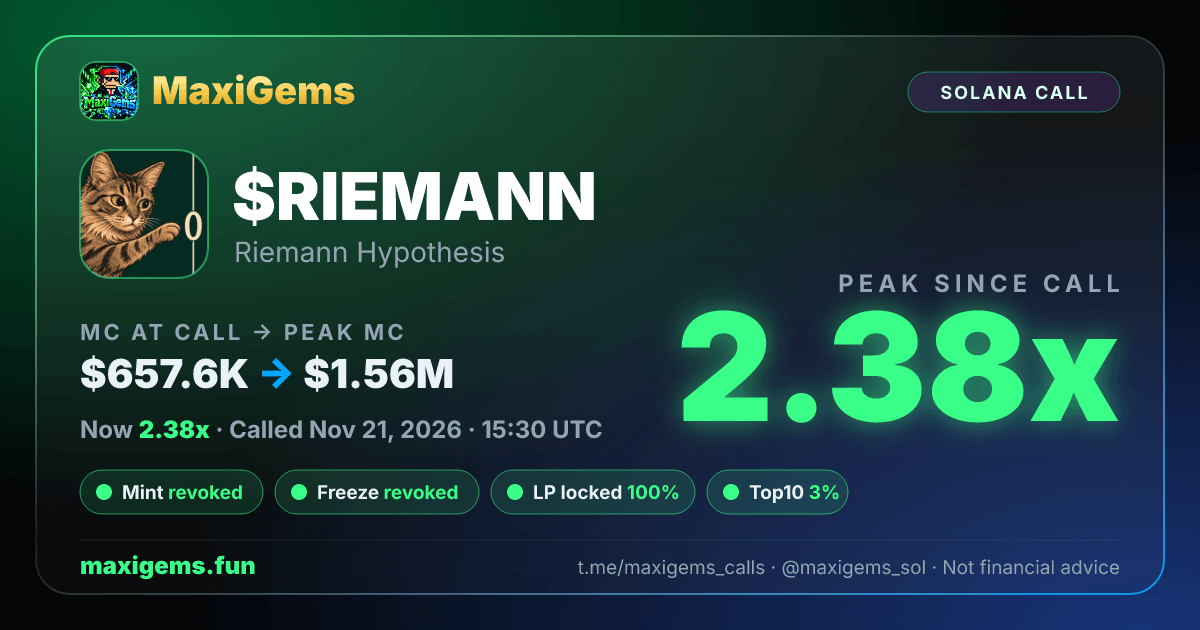 MaxiGems
MaxiGems
SOLANA CALL
0
$RIEMANN
Riemann Hypothesis
PEAK SINCE CALL
2.38x
MC AT CALL → PEAK MC
$657.6K → $1.56M
Now 2.38x · Called Nov 21, 2026 · 15:30 UTC
Mint revoked
Freeze revoked
LP locked 100%
Top10 3%
maxigems.fun
t.me/maxigems_calls · @maxigems_sol · Not financial advice